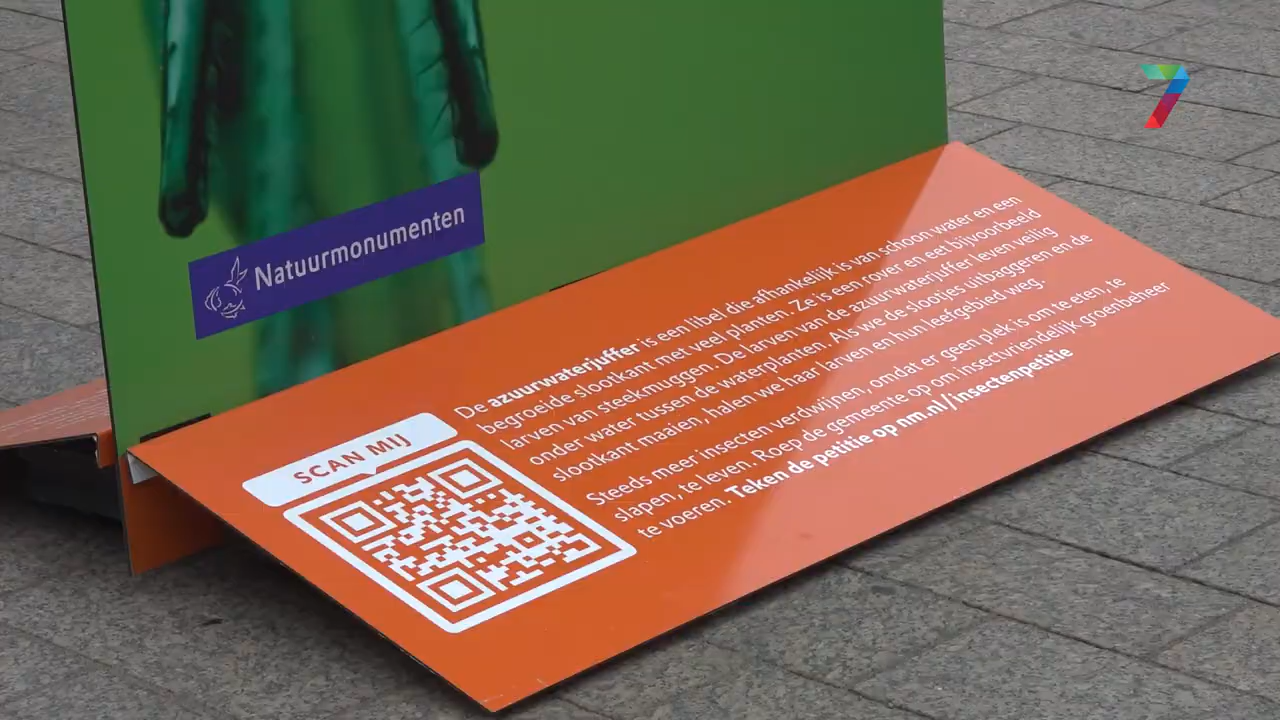 7
Natuurmonumenten
SCAN MIJ
De azuurwaterjuffer is een libel die afhankelijk is van schoon water en een
begroeide slootkant met veel planten. Ze is een rover en eet bijvoorbeeld
larven van steekmuggen. De larven van de azuurwaterjuffer leven veilig
onder water tussen de waterplanten. Als we de slootjes uitbaggeren en de
slootkant maaien, halen we haar larven en hun leefgebied weg.
Steeds meer insecten verdwijnen, omdat er geen plek is om te eten, te
slapen, te leven. Roep de gemeente op om insectvriendelijk groenbeheer
te voeren. Teken de petitie op nm.nl/insectenpetitie